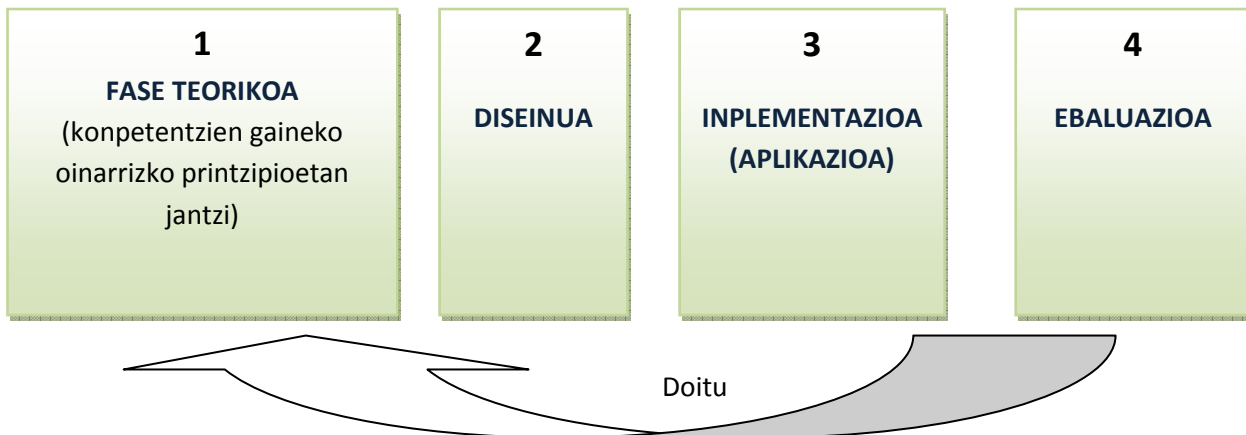 1
FASE TEORIKOA
(konpetentzien gaineko
oinarrizko printzipioetan
jantzi)
2
DISEINUA
3
INPLEMENTAZIOA
(APLIKAZIOA)
4
EBALUAZIOA
Doitu